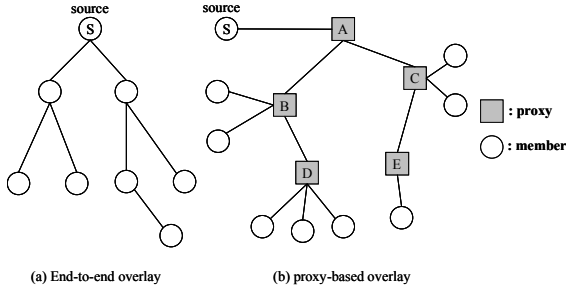 source
S
source
S
A
B
C
D
E
: proxy
: member
(a) End-to-end overlay
(b) proxy-based overlay